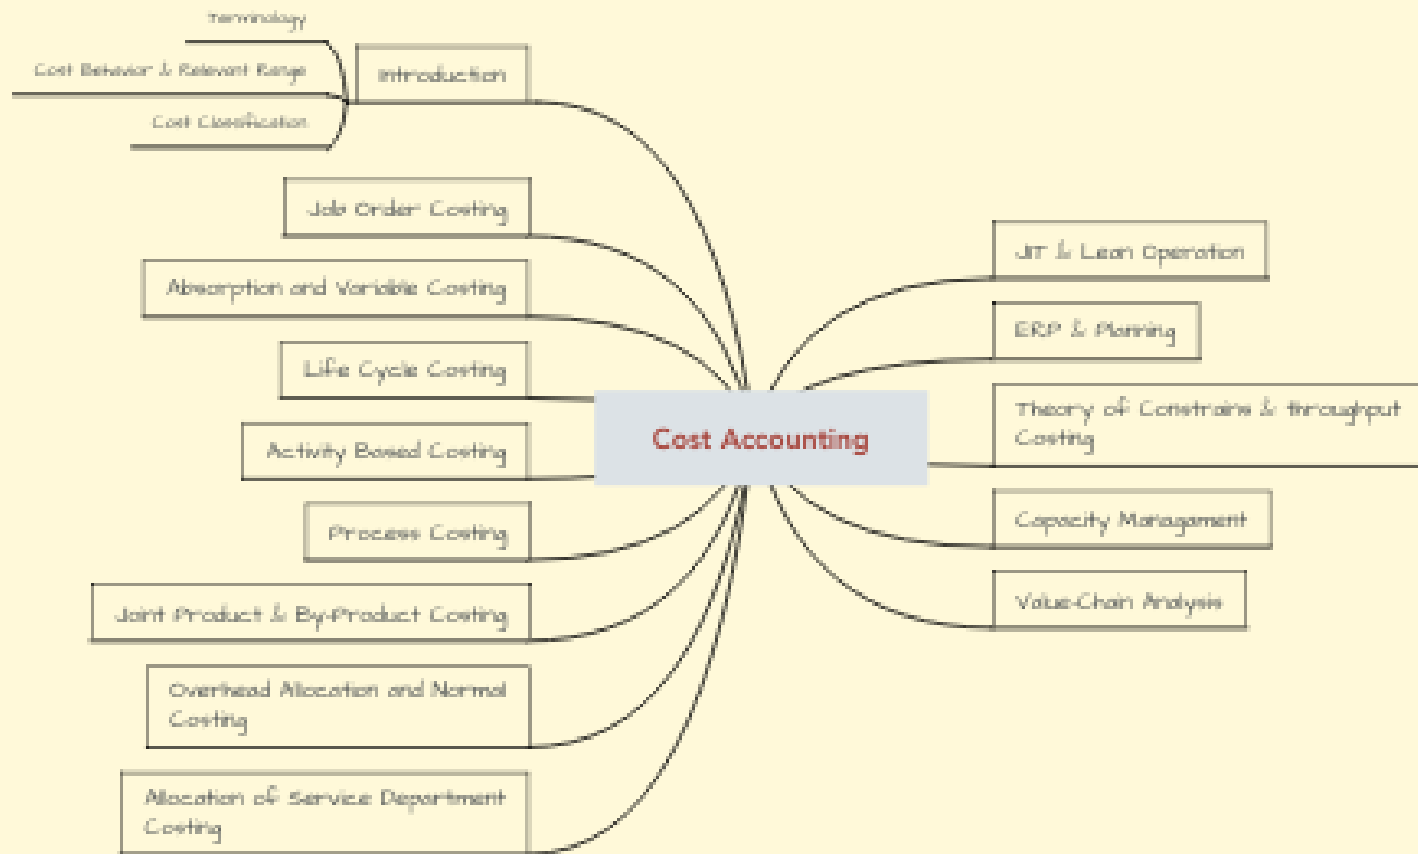 Terminology
Cost Behavior & Relevant Range
Cost Classification
Introduction
Job Order Costing
Absorption and Variable Costing
Life Cycle Costing
Activity Based Costing
Process Costing
Joint Product & By-Product Costing
Overhead Allocation and Normal
Costing
Allocation of Service Department
Costing
Cost Accounting
JIT & Lean Operation
ERP & Planning
Theory of Constrains & throughput
Costing
Capacity Managament
Value-Chain Analysis